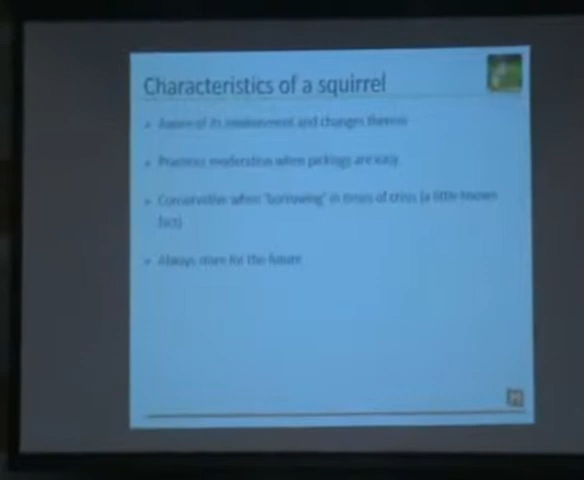 Characteristics of a squirrel
Aware of its environment and changes therein
Practices moderation when pickings are easy
Conservative when 'borrowing' in times of crisis (a little known
fact)
Always store for the future